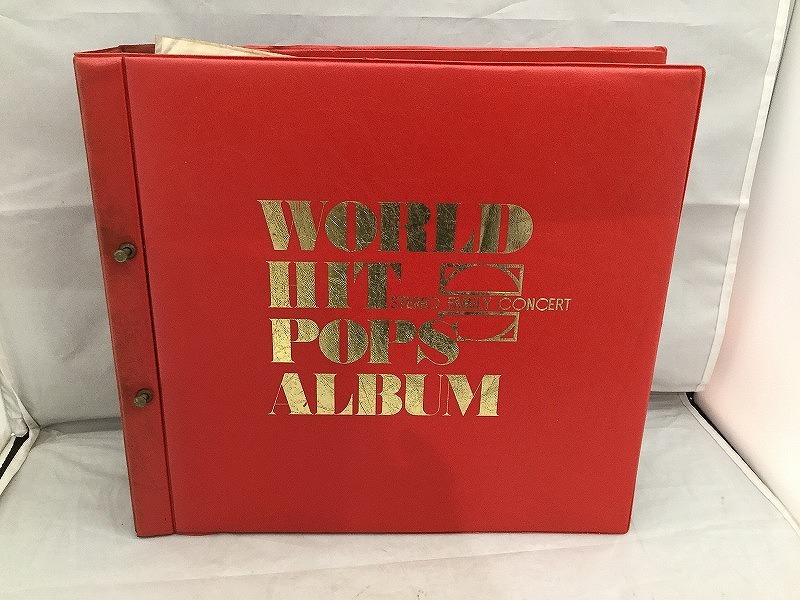 WORLD
HIT
STEREO FAMILY CONCERT
POPS
ALBUM